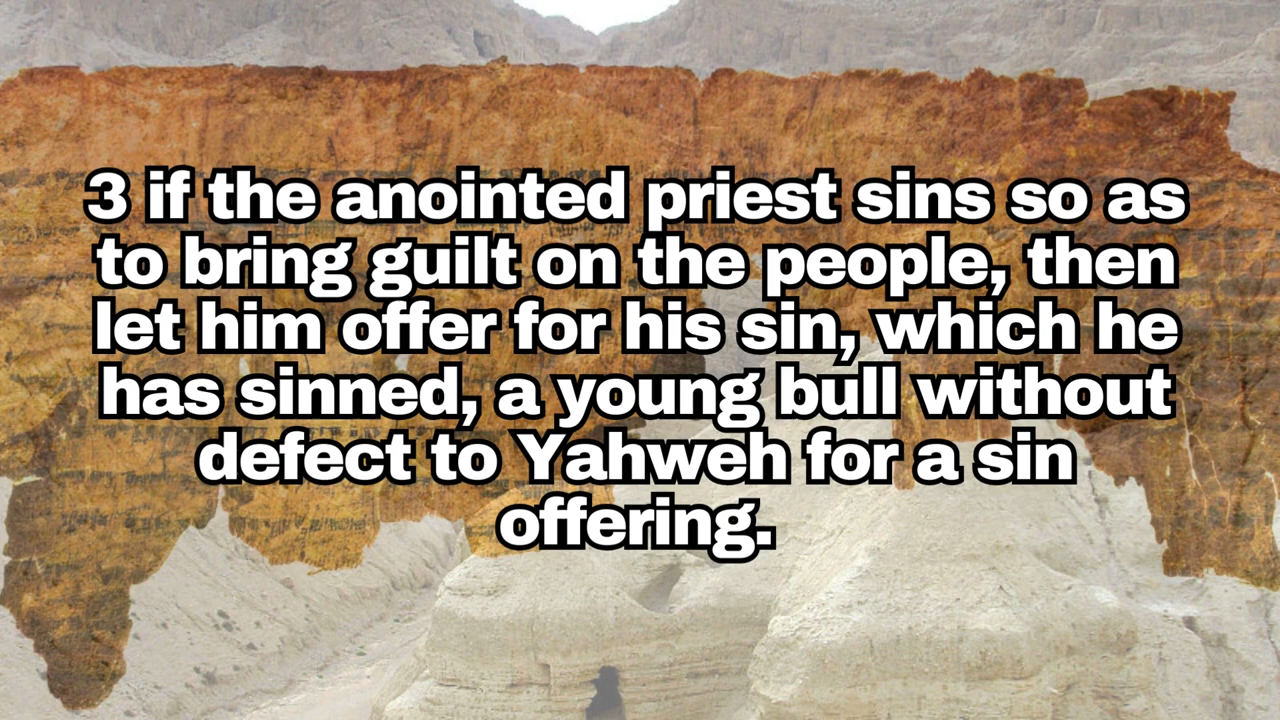 3 if the anointed priest sins so as
to bring guilt on the people, then
let him offer for his sin, which he
has sinned, a young bull without
defect to Yahweh for a sin
offering.